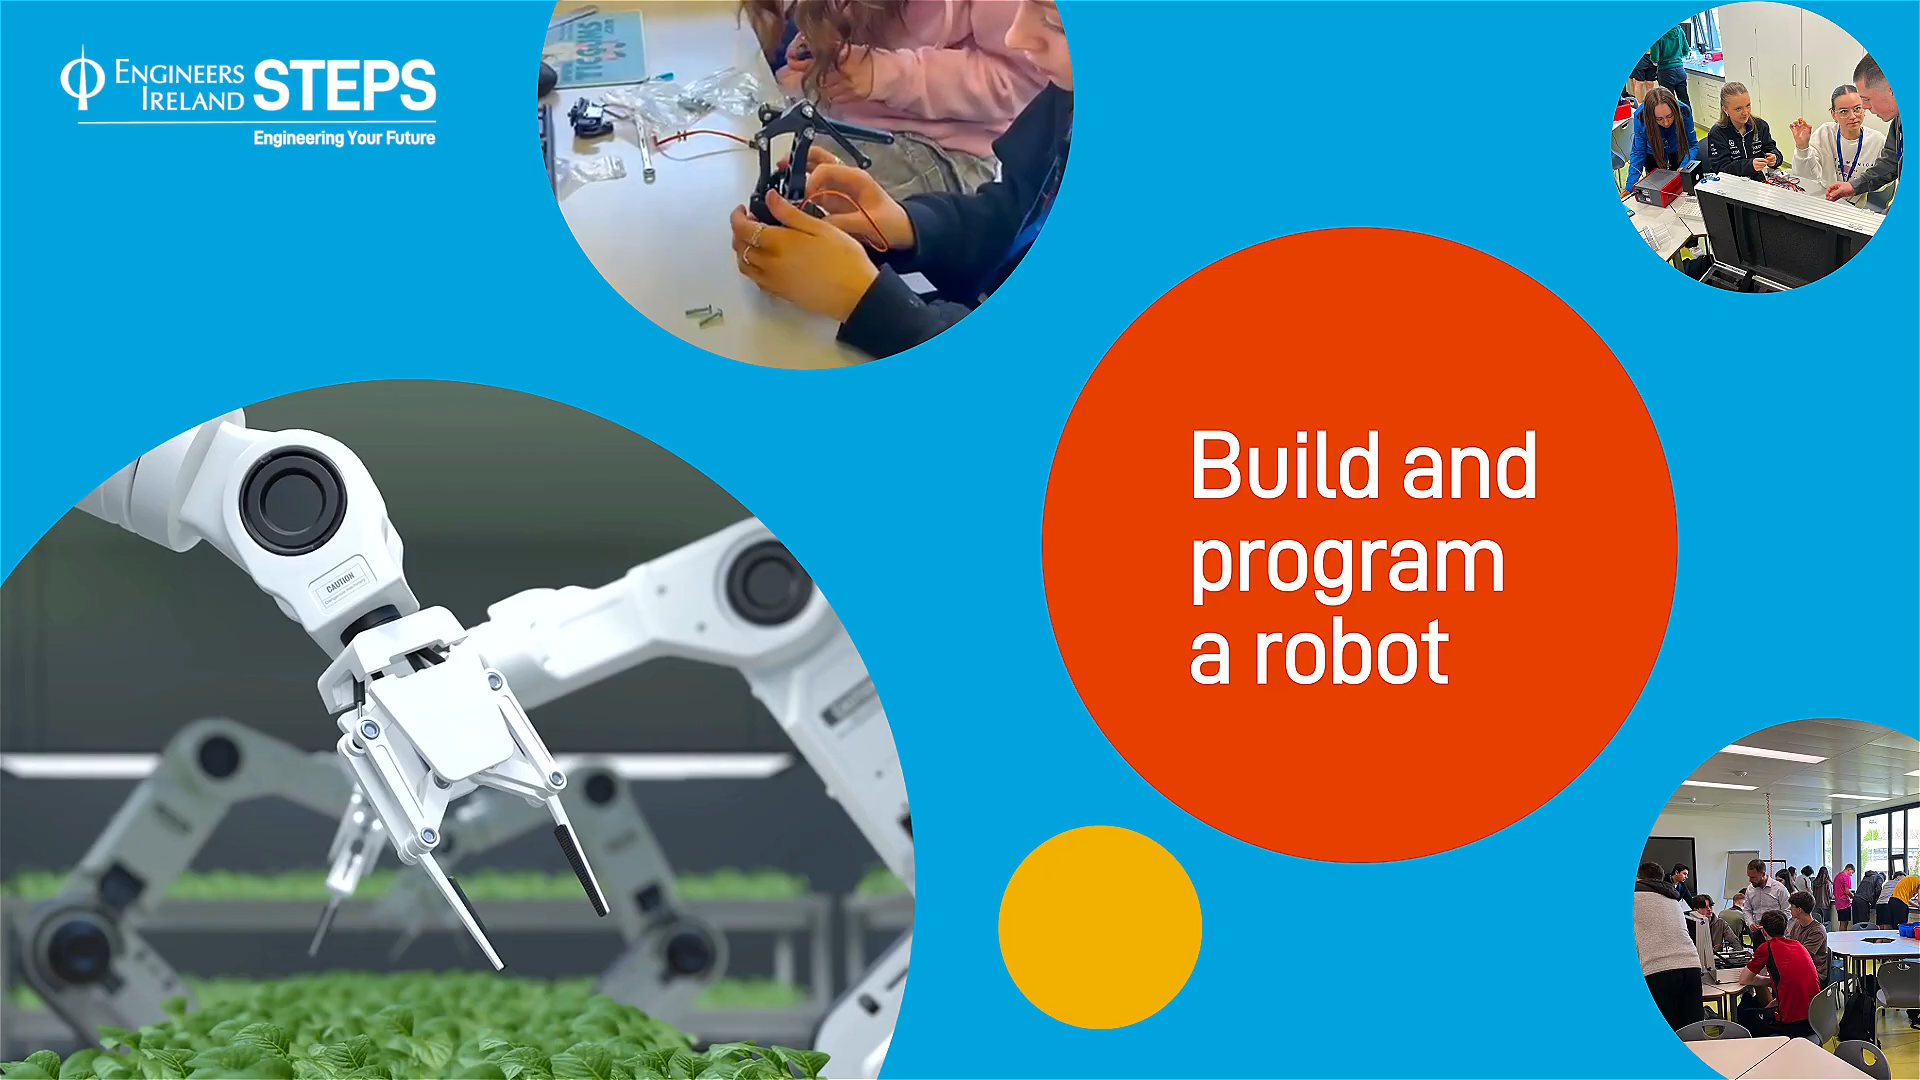 ENGINEERS
IRELAND STEPS
Engineering Your Future
Build and
program
a robot
CAUTION